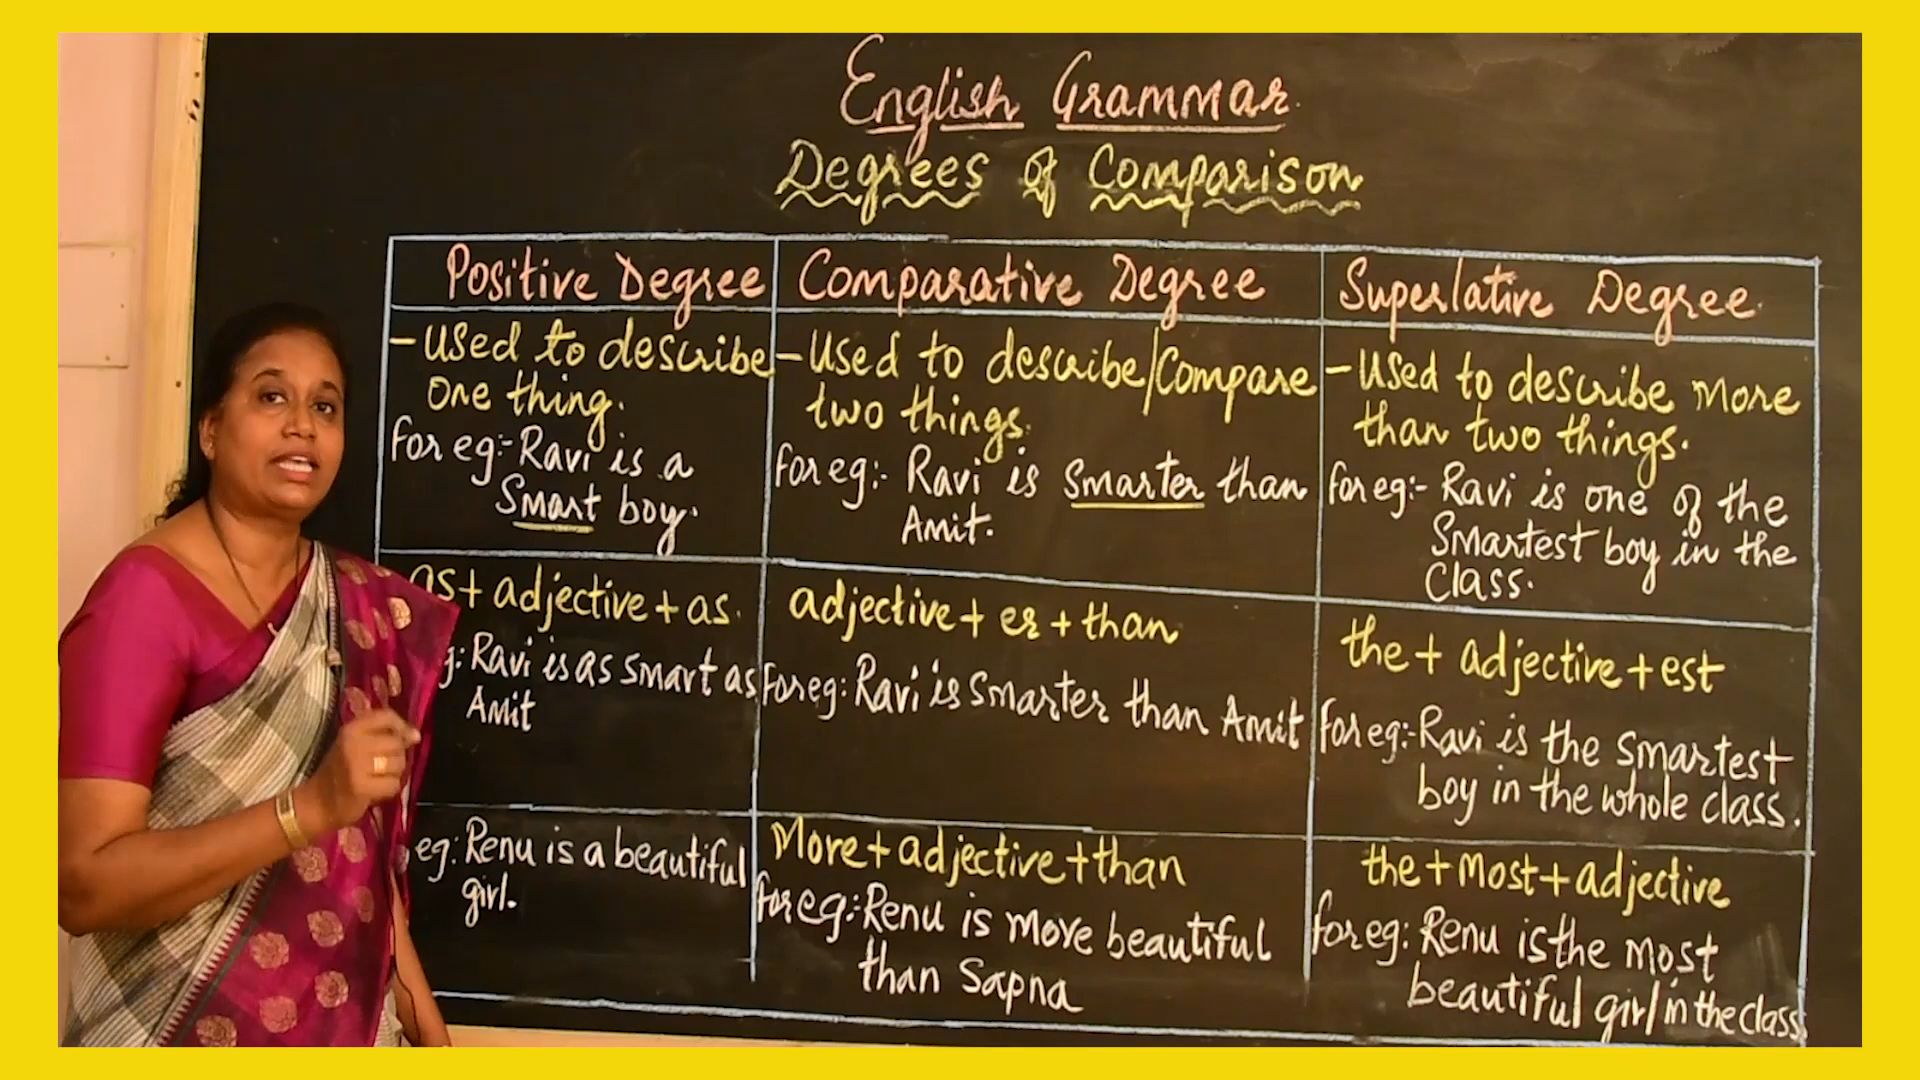 English Grammar
Degrees of Comparison
Positive Degree
- Used to describe
one thing.
for eg:- Ravi is a
Smart boy.
as + adjective + as.
g: Ravi is as smart as
Amit
eg: Renu is a beautiful
girl.
Comparative Degree
- Used to describe/Compare
two things.
for eg:- Ravi is Smarter than
Amit.
adjective + er + than
for eg: Ravi is Smarter than Amit
More + adjective + than
for eg:- Renu is more beautiful
than Sapna
Superlative Degree
- Used to describe more
than two things.
for eg:- Ravi is one of the
Smartest boy in the
Class.
the + adjective + est
for eg:- Ravi is the Smartest
boy in the whole class.
the + Most + adjective
for eg: Renu is the most
beautiful girl in the class